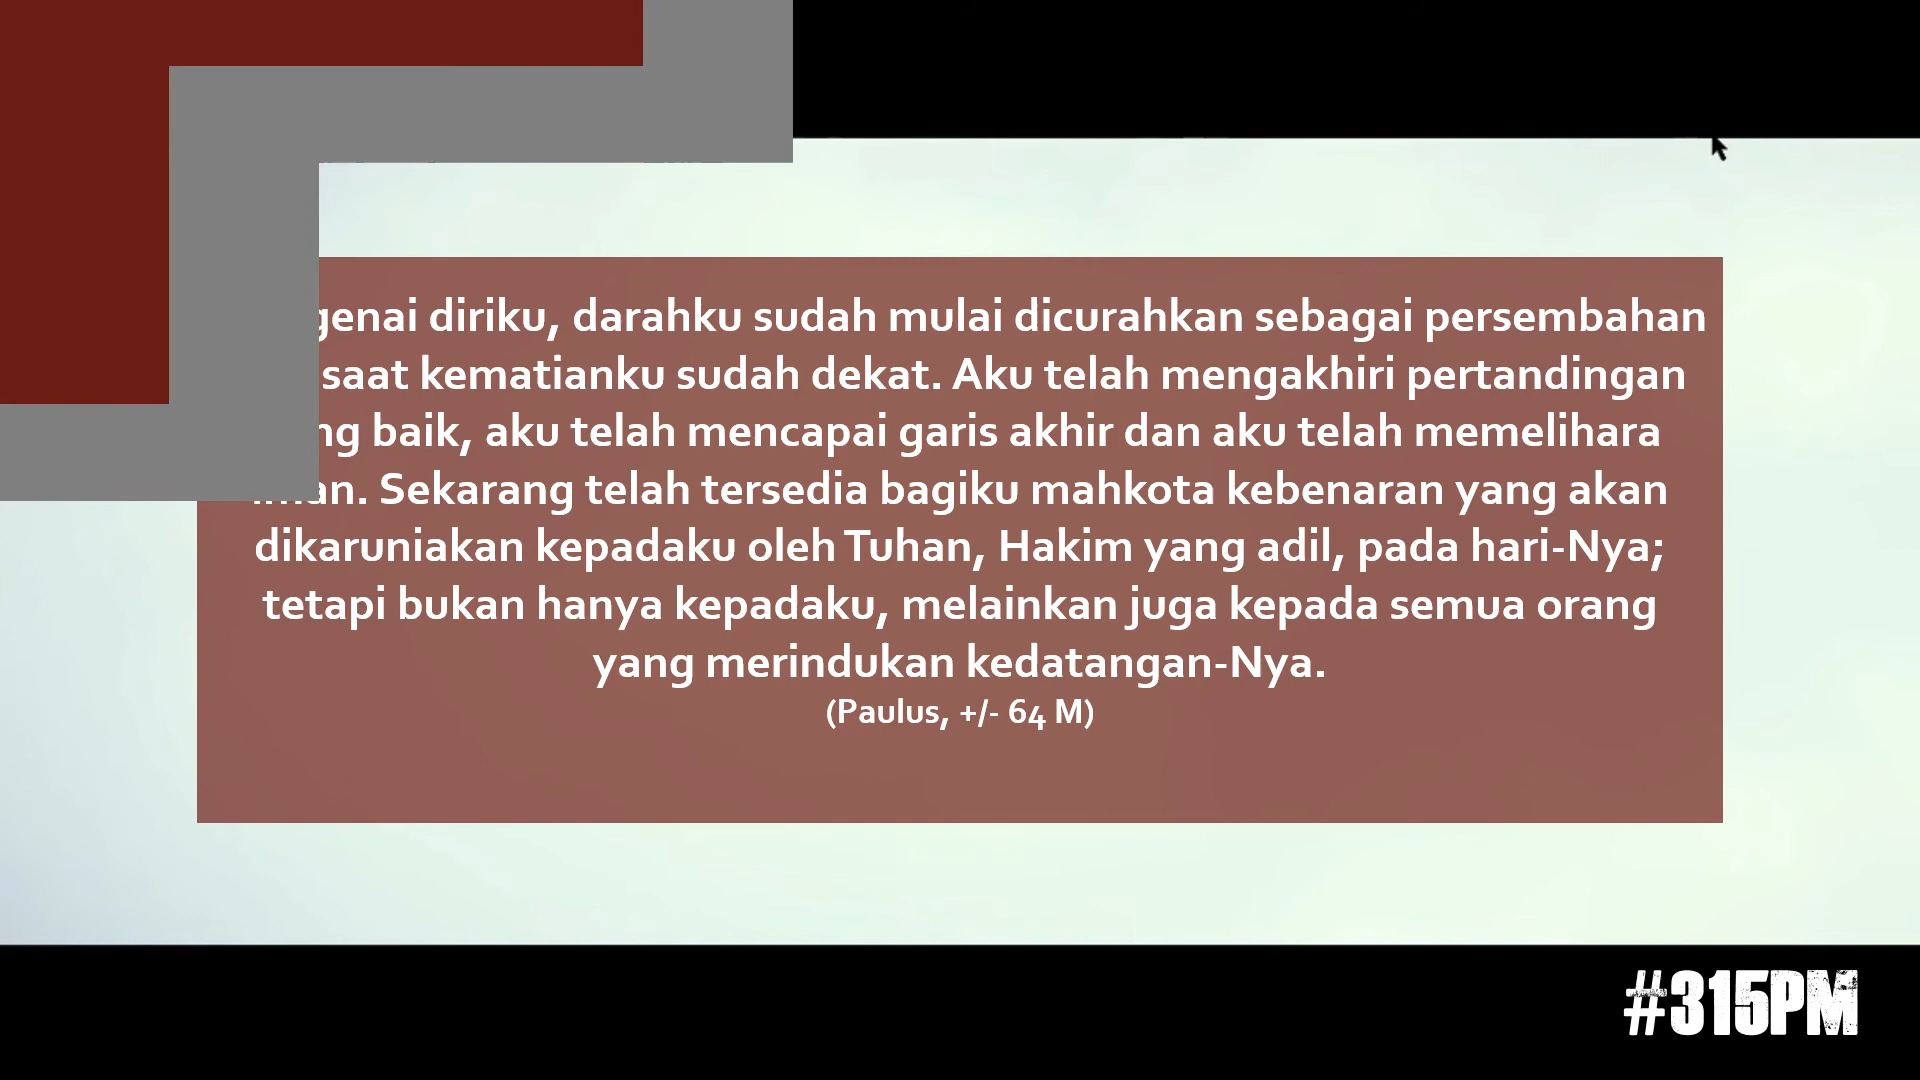 diriku, darahku sudah mulai dicurahkan sebagai persembahan
saat kematianku sudah dekat. Aku telah mengakhiri pertandingan
baik, aku telah mencapai garis akhir dan aku telah memelihara
Sekarang telah tersedia bagiku mahkota kebenaran yang akan
dikaruniakan kepadaku oleh Tuhan, Hakim yang adil, pada hari-Nya;
tetapi bukan hanya kepadaku, melainkan juga kepada semua orang
yang merindukan kedatangan-Nya.
(Paulus, +/- 64 M)
#315PM